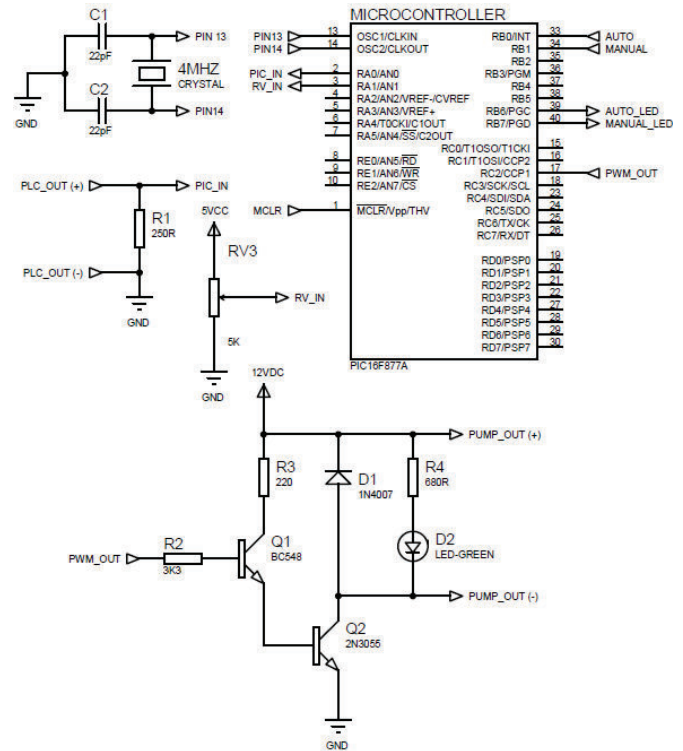 C1
22pF
PIN 13
4MHZ
CRYSTAL
C2
22pF
PIN14
GND
MICROCONTROLLER
PIN13 13 OSC1/CLKIN
PIN14 14 OSC2/CLKOUT
PIC_IN 2 RA0/AN0
RV_IN 3 RA1/AN1
4 RA2/AN2/VREF-/CVREF
5 RA3/AN3/VREF+
6 RA4/T0CKI/C1OUT
7 RA5/AN4/SS/C2OUT
8 RE0/AN5/RD
9 RE1/AN6/WR
10 RE2/AN7/CS
MCLR 1 MCLR/Vpp/THV
RB0/INT 33 AUTO
RB1 34 MANUAL
RB2 35
RB3/PGM 36
RB4 37
RB5 38
RB6/PGC 39 AUTO_LED
RB7/PGD 40 MANUAL_LED
RC0/T1OSO/T1CKI 15
RC1/T1OSI/CCP2 16
RC2/CCP1 17 PWM_OUT
RC3/SCK/SCL 18
RC4/SDI/SDA 23
RC5/SDO 24
RC6/TX/CK 25
RC7/RX/DT 26
RD0/PSP0 19
RD1/PSP1 20
RD2/PSP2 21
RD3/PSP3 22
RD4/PSP4 27
RD5/PSP5 28
RD6/PSP6 29
RD7/PSP7 30
PIC16F877A
PLC_OUT (+)
PIC_IN
R1
250R
PLC_OUT (-)
GND
5VCC
RV3
RV_IN
5K
GND
12VDC
PUMP_OUT (+)
R3
220
D1
1N4007
R4
680R
D2
LED-GREEN
PWM_OUT
R2
3K3
Q1
BC548
PUMP_OUT (-)
Q2
2N3055
GND